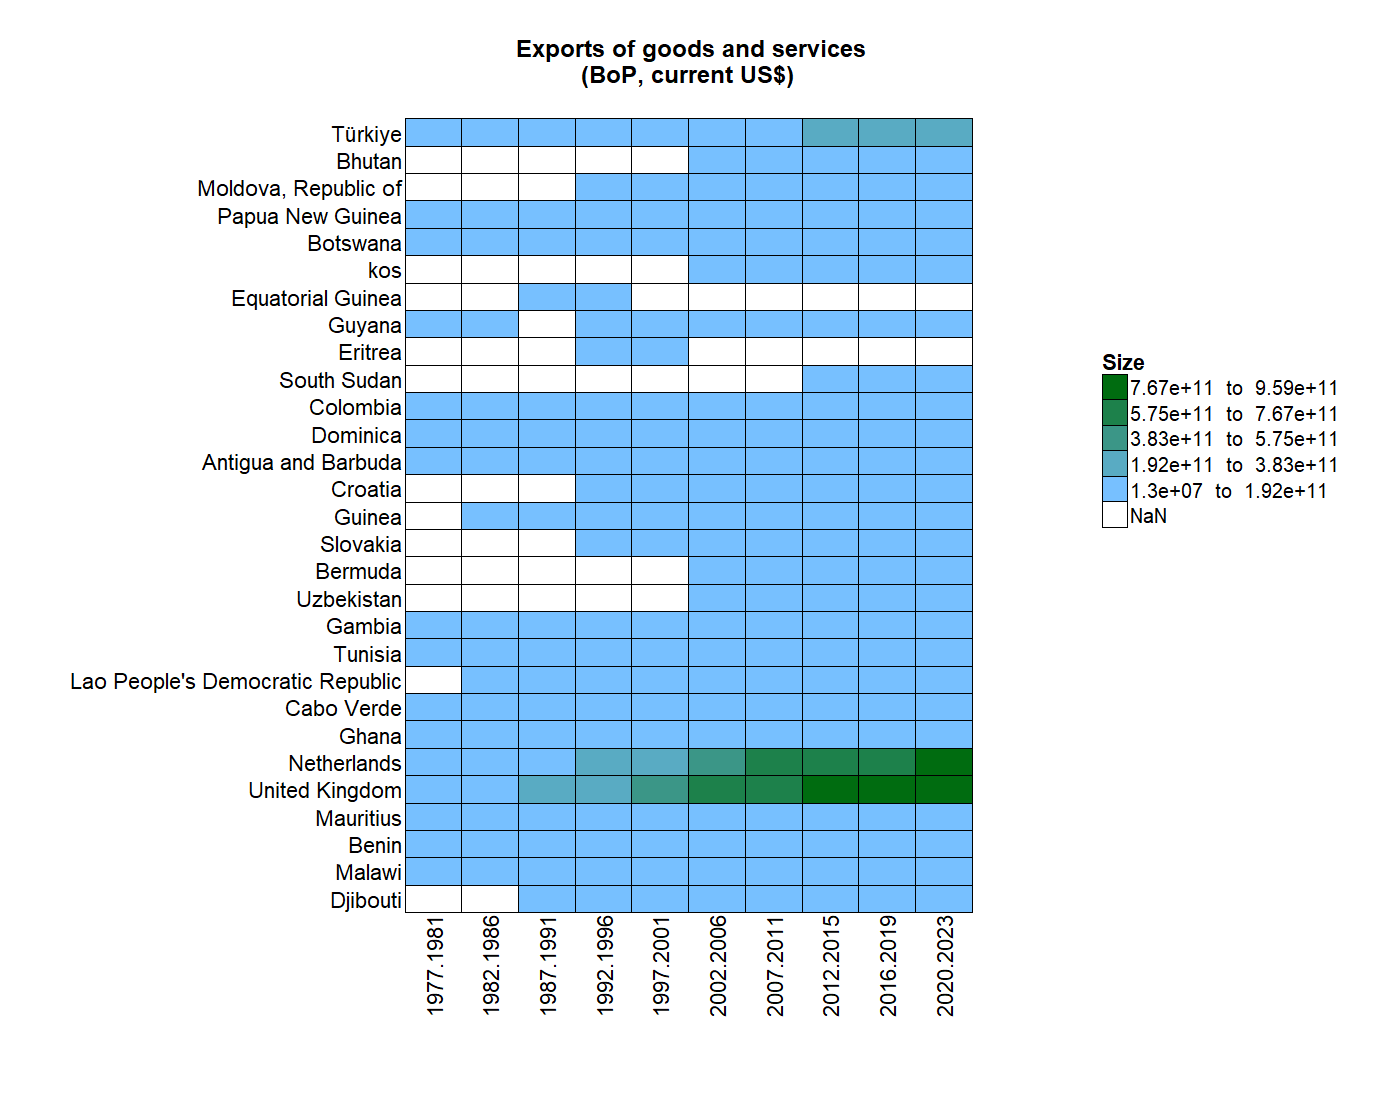 Exports of goods and services
(BoP, current US$)
Türkiye
Bhutan
Moldova, Republic of
Papua New Guinea
Botswana
kos
Equatorial Guinea
Guyana
Eritrea
South Sudan
Colombia
Dominica
Antigua and Barbuda
Croatia
Guinea
Slovakia
Bermuda
Uzbekistan
Gambia
Tunisia
Lao People's Democratic Republic
Cabo Verde
Ghana
Netherlands
United Kingdom
Mauritius
Benin
Malawi
Djibouti
1977.1981
1982.1986
1987.1991
1992.1996
1997.2001
2002.2006
2007.2011
2012.2015
2016.2019
2020.2023
Size
7.67e+11 to 9.59e+11
5.75e+11 to 7.67e+11
3.83e+11 to 5.75e+11
1.92e+11 to 3.83e+11
1.3e+07 to 1.92e+11
NaN